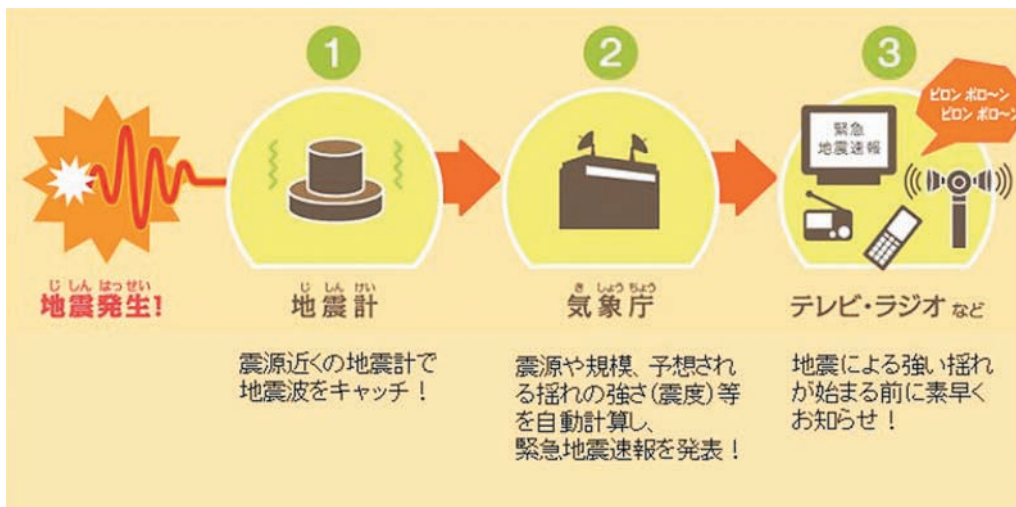 1
2
3
ピロン ポロ〜ン
ピロン ポロ〜ン
緊急
地震速報
じしんはっせい
地震発生!
じしんけい
地震計
きしょうちょう
気象庁
テレビ・ラジオ など
震源近くの地震計で
地震波をキャッチ！
震源や規模、予想され
る揺れの強さ(震度)等
を自動計算し、
緊急地震速報を発表！
地震による強い揺れ
が始まる前に素早く
お知らせ！